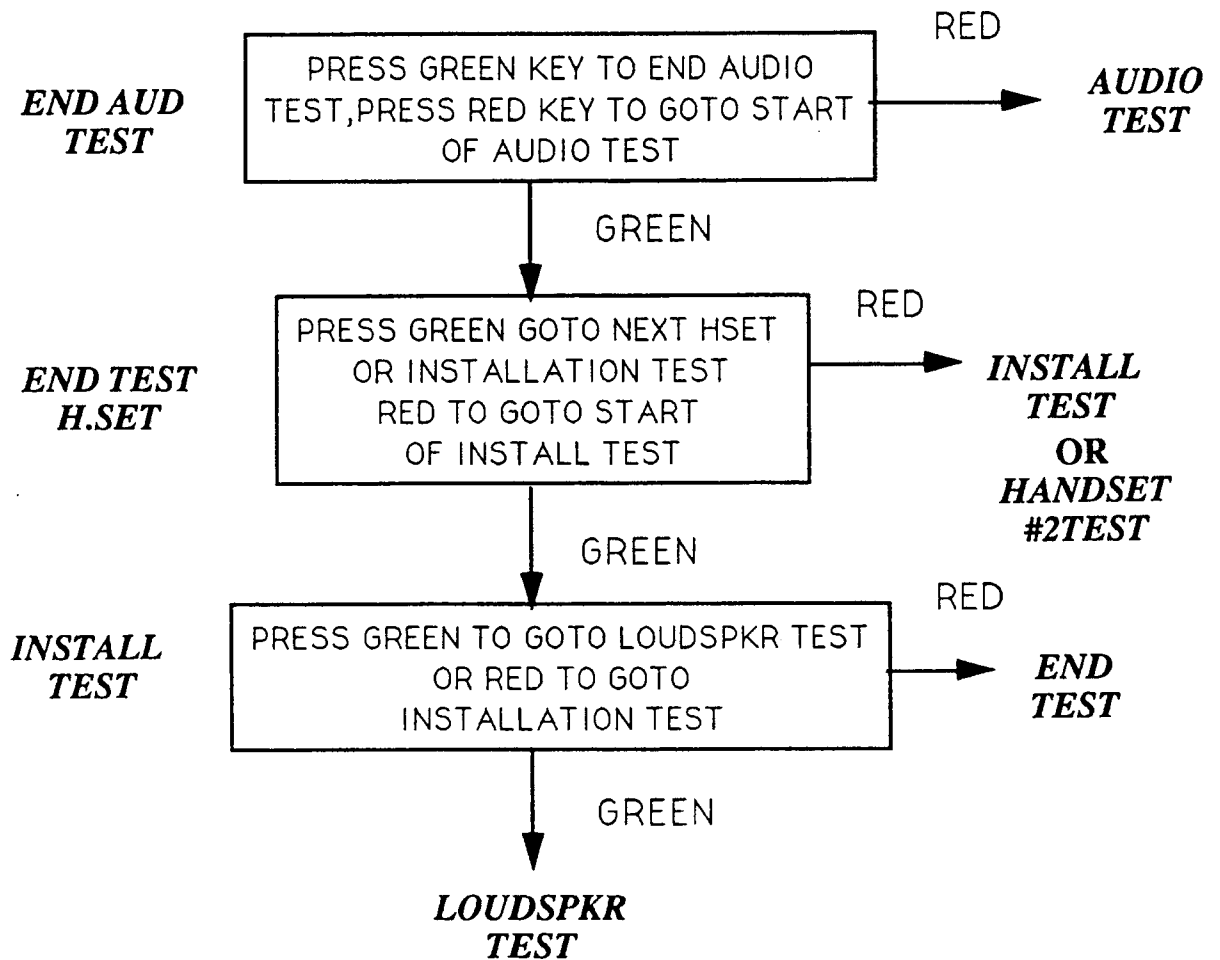 RED
END AUD
TEST
PRESS GREEN KEY TO END AUDIO
TEST,PRESS RED KEY TO GOTO START
OF AUDIO TEST
AUDIO
TEST
GREEN
RED
END TEST
H.SET
PRESS GREEN GOTO NEXT HSET
OR INSTALLATION TEST
RED TO GOTO START
OF INSTALL TEST
INSTALL
TEST
OR
HANDSET
#2TEST
GREEN
RED
INSTALL
TEST
PRESS GREEN TO GOTO LOUDSPKR TEST
OR RED TO GOTO
INSTALLATION TEST
END
TEST
GREEN
LOUDSPKR
TEST